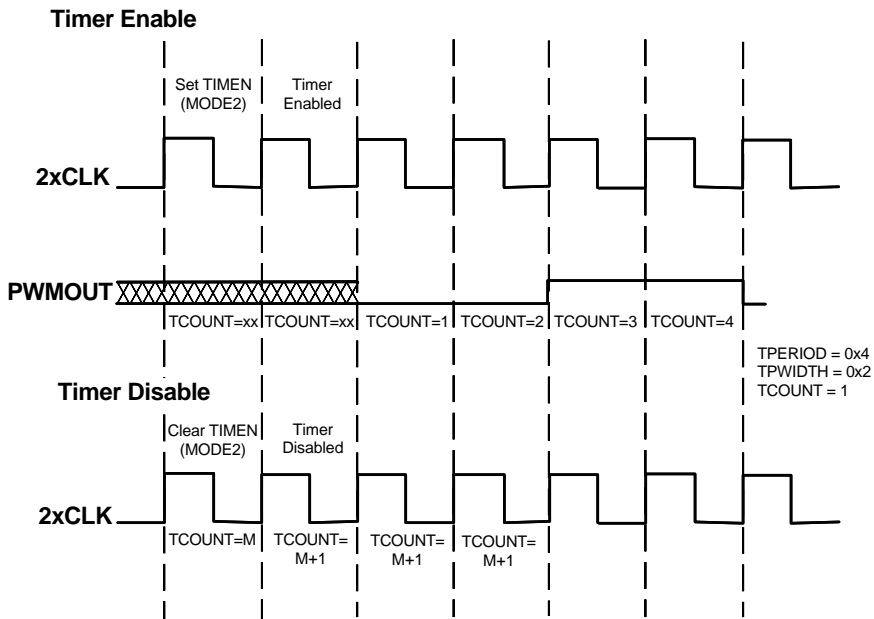 Timer Enable
Set TIMEN
(MODE2)
Timer
Enabled
2xCLK
PWMOUT
TCOUNT=xx
TCOUNT=xx
TCOUNT=1
TCOUNT=2
TCOUNT=3
TCOUNT=4
TPERIOD = 0x4
TPWIDTH = 0x2
TCOUNT = 1
Timer Disable
Clear TIMEN
(MODE2)
Timer
Disabled
2xCLK
TCOUNT=M
TCOUNT=
M+1
TCOUNT=
M+1
TCOUNT=
M+1